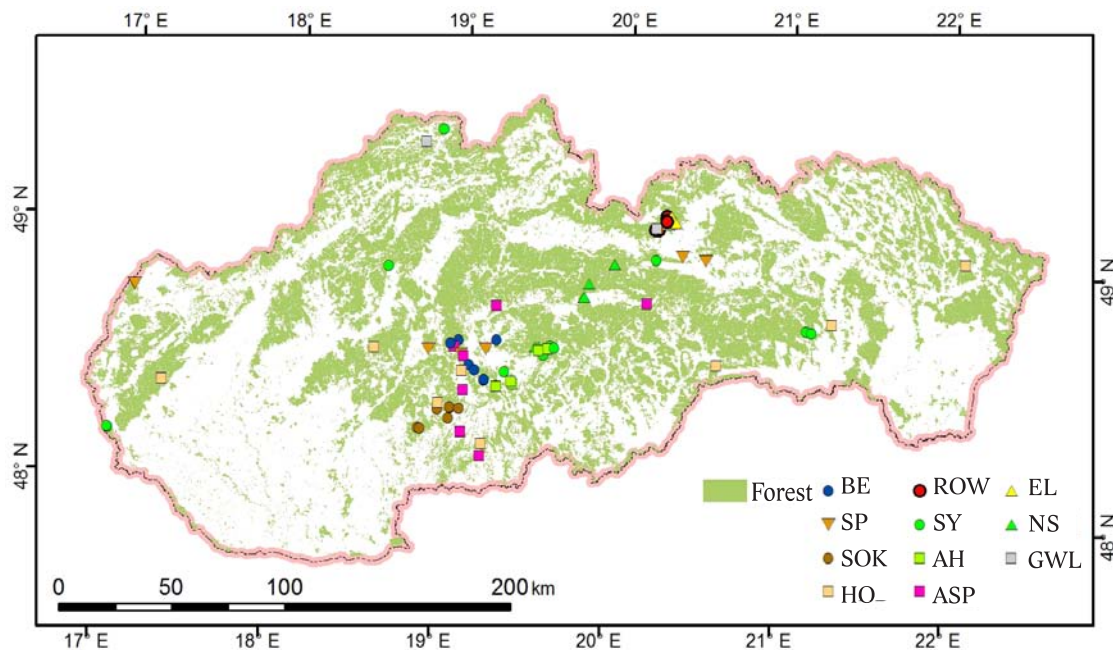 17° E 18° E 19° E 20° E 21° E 22° E
49° N
49° N
48° N
48° N
Forest BE ROW EL
SP SY NS
SOK AH GWL
HO_ ASP
0 50 100 200 km
17° E 18° E 19° E 20° E 21° E 22° E